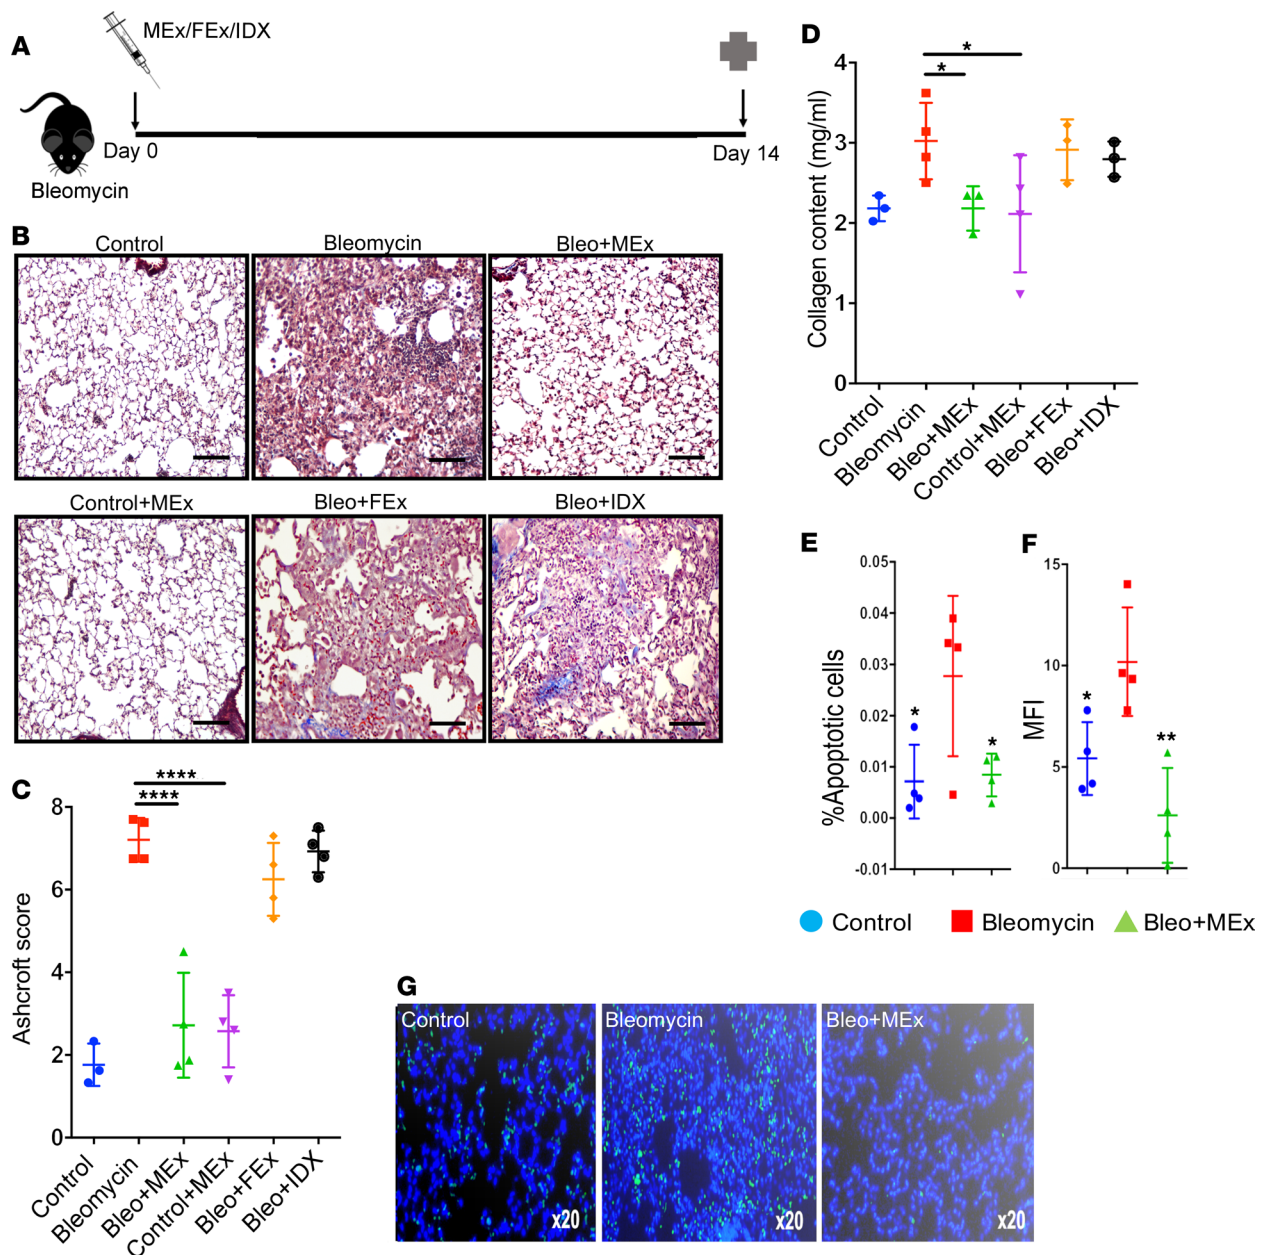 A
MEx/FEx/IDX
Day 0
Day 14
Bleomycin
B
Control
Bleomycin
Bleo+MEx
Control+MEx
Bleo+FEx
Bleo+IDX
C
Ashcroft score
8
6
4
2
0
****
****
Control
Bleomycin
Bleo+MEx
Control+MEx
Bleo+FEx
Bleo+IDX
D
Collagen content (mg/ml)
4
3
2
1
0
*
*
Control
Bleomycin
Bleo+MEx
Control+MEx
Bleo+FEx
Bleo+IDX
E
%Apoptotic cells
0.05
0.04
0.03
0.02
0.01
0.00
-0.01
*
*
F
MFI
15
10
5
0
*
**
Control
Bleomycin
Bleo+MEx
G
Control
x20
Bleomycin
x20
Bleo+MEx
x20